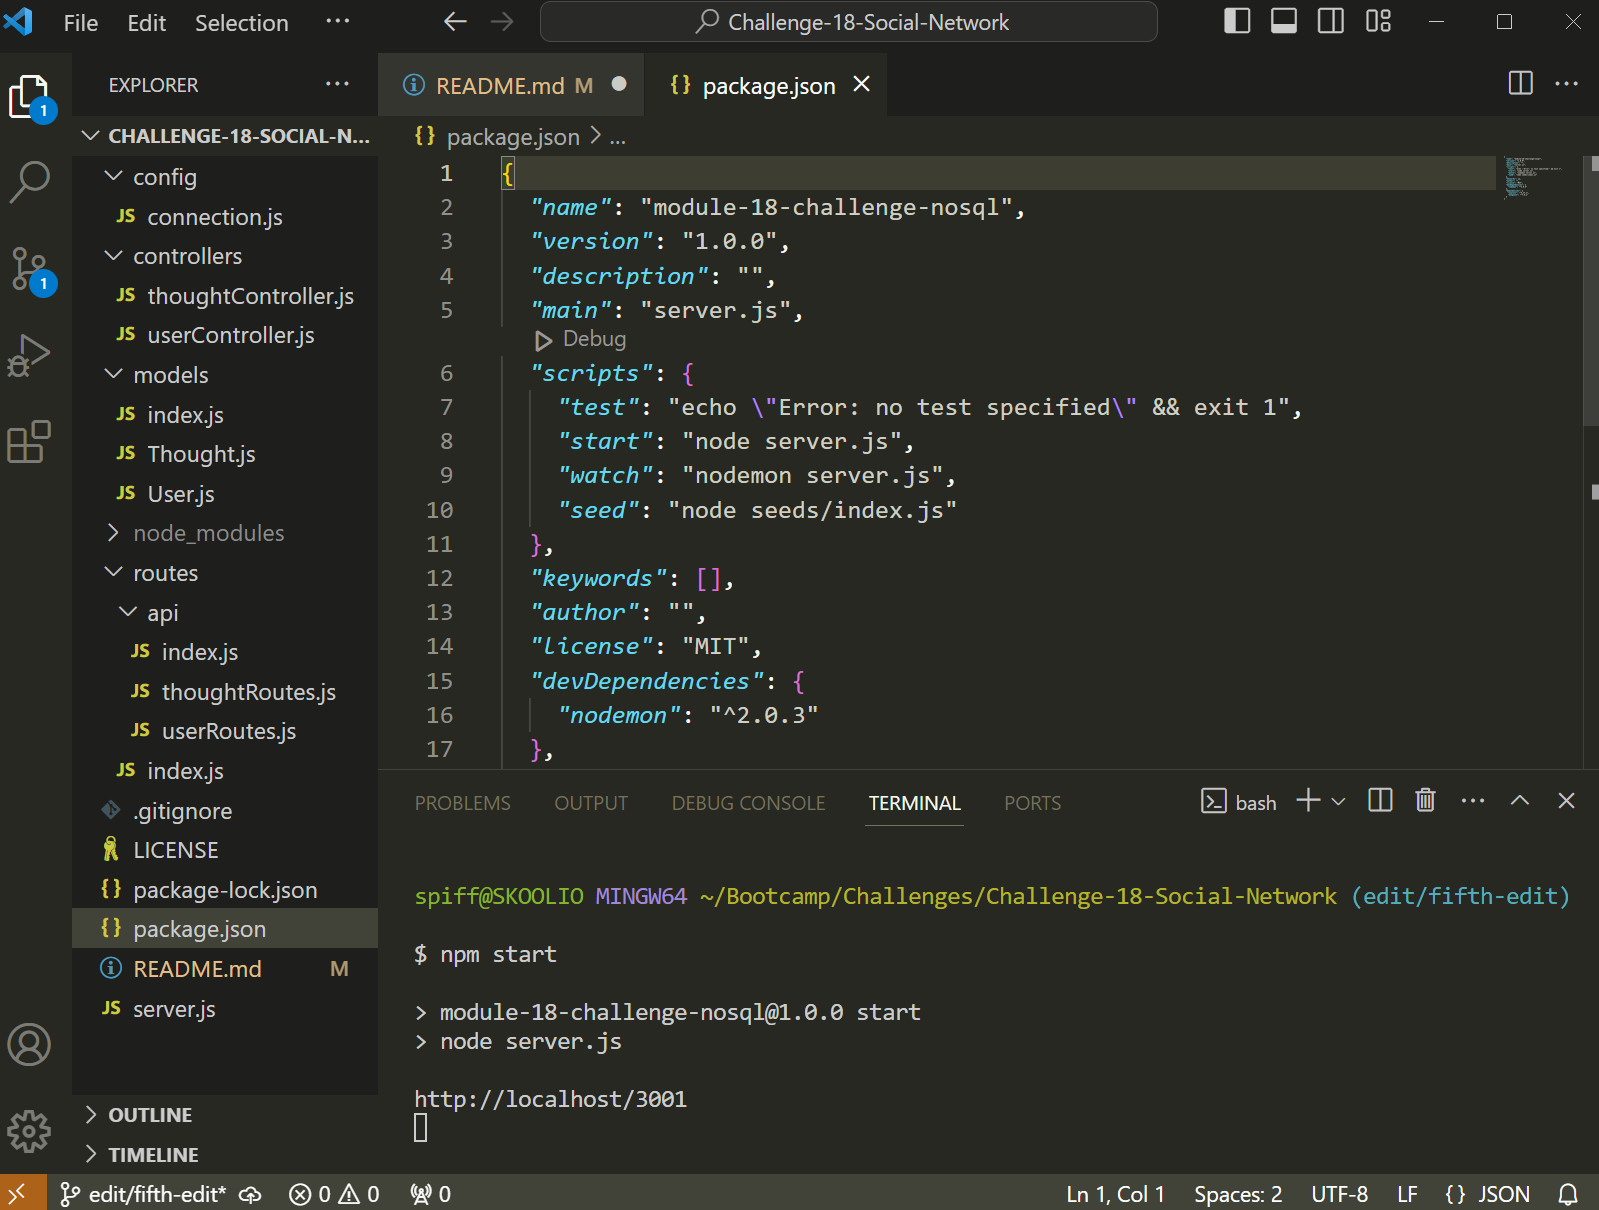 File Edit Selection ··· Challenge-18-Social-Network
EXPLORER ···
1
CHALLENGE-18-SOCIAL-N...
config
JS connection.js
controllers
JS thoughtController.js
JS userController.js
1
models
JS index.js
JS Thought.js
JS User.js
node_modules
routes
api
JS index.js
JS thoughtRoutes.js
JS userRoutes.js
JS index.js
.gitignore
LICENSE
{} package-lock.json
{} package.json
README.md M
JS server.js
OUTLINE
TIMELINE
README.md M
{} package.json
···
{} package.json > ...
1 {
2 "name": "module-18-challenge-nosql",
3 "version": "1.0.0",
4 "description": "",
5 "main": "server.js",
Debug
6 "scripts": {
7 "test": "echo \"Error: no test specified\" && exit 1",
8 "start": "node server.js",
9 "watch": "nodemon server.js",
10 "seed": "node seeds/index.js"
11 },
12 "keywords": [],
13 "author": "",
14 "license": "MIT",
15 "devDependencies": {
16 "nodemon": "^2.0.3"
17 },
PROBLEMS OUTPUT DEBUG CONSOLE TERMINAL PORTS bash ···
spiff@SKOOLIO MINGW64 ~/Bootcamp/Challenges/Challenge-18-Social-Network (edit/fifth-edit)
$ npm start
> module-18-challenge-nosql@1.0.0 start
> node server.js
http://localhost/3001
edit/fifth-edit* 0 0 0 Ln 1, Col 1 Spaces: 2 UTF-8 LF {} JSON